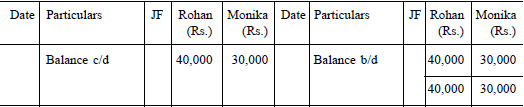 Date Particulars JF Rohan Monika Date Particulars JF Rohan Monika
(Rs.) (Rs.) (Rs.) (Rs.)
Balance c/d 40,000 30,000 Balance b/d 40,000 30,000
40,000 30,000